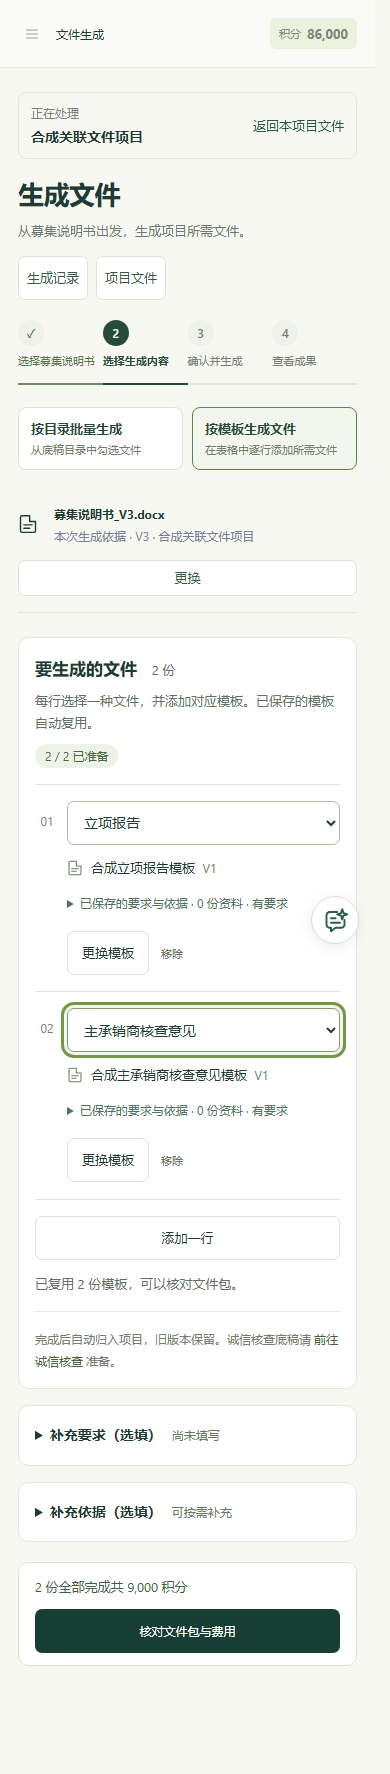 文件生成
积分 86,000
正在处理
合成关联文件项目
返回本项目文件
生成文件
从募集说明书出发，生成项目所需文件。
生成记录
项目文件
✓
2
3
4
选择募集说明书
选择生成内容
确认并生成
查看成果
按目录批量生成
从底稿目录中勾选文件
按模板生成文件
在表格中逐行添加所需文件
募集说明书_V3.docx
本次生成依据 · V3 · 合成关联文件项目
更换
要生成的文件 2 份
每行选择一种文件，并添加对应模板。已保存的模板
自动复用。
2 / 2 已准备
01
立项报告
合成立项报告模板 V1
已保存的要求与依据 · 0 份资料 · 有要求
更换模板
移除
02
主承销商核查意见
合成主承销商核查意见模板 V1
已保存的要求与依据 · 0 份资料 · 有要求
更换模板
移除
添加一行
已复用 2 份模板，可以核对文件包。
完成后自动归入项目，旧版本保留。诚信核查底稿请 前往
诚信核查 准备。
补充要求（选填） 尚未填写
补充依据（选填） 可按需补充
2 份全部完成共 9,000 积分
核对文件包与费用